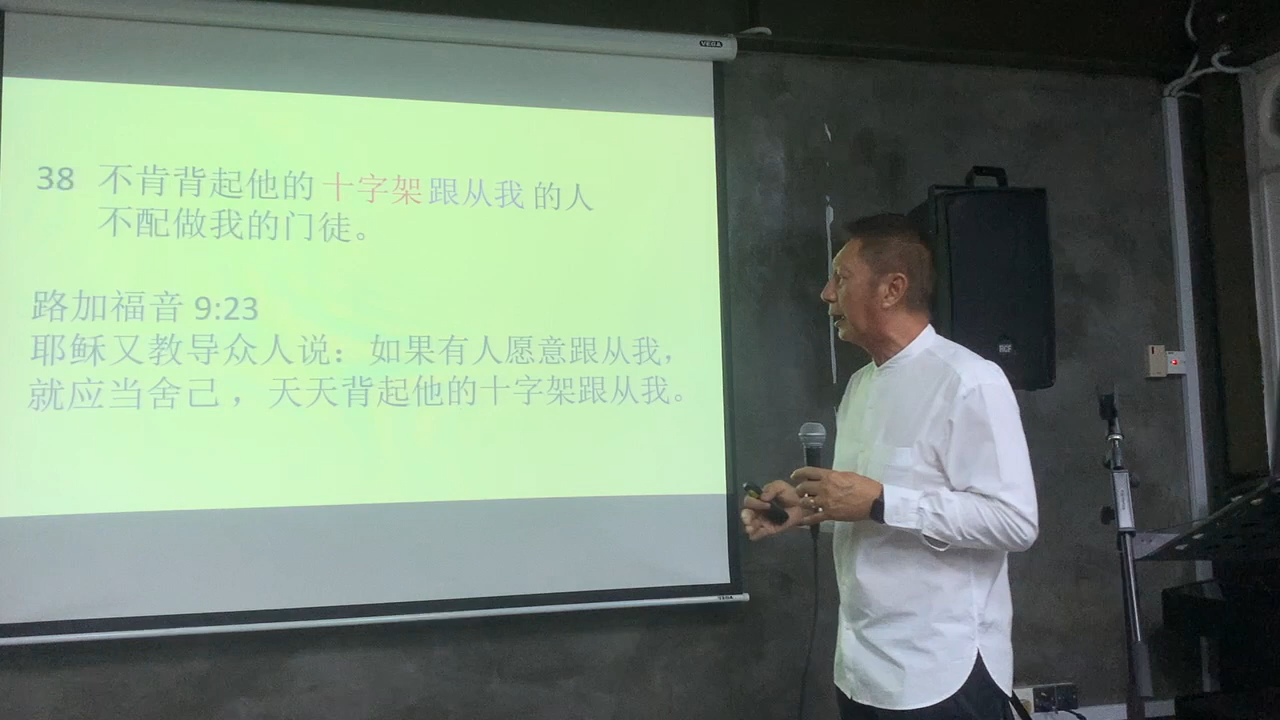 VEGA
38 不肯背起他的十字架跟从我的人
不配做我的门徒。
路加福音 9:23
耶稣又教导众人说：如果有人愿意跟从我，
就应当舍己，天天背起他的十字架跟从我。
VEGA
RCF